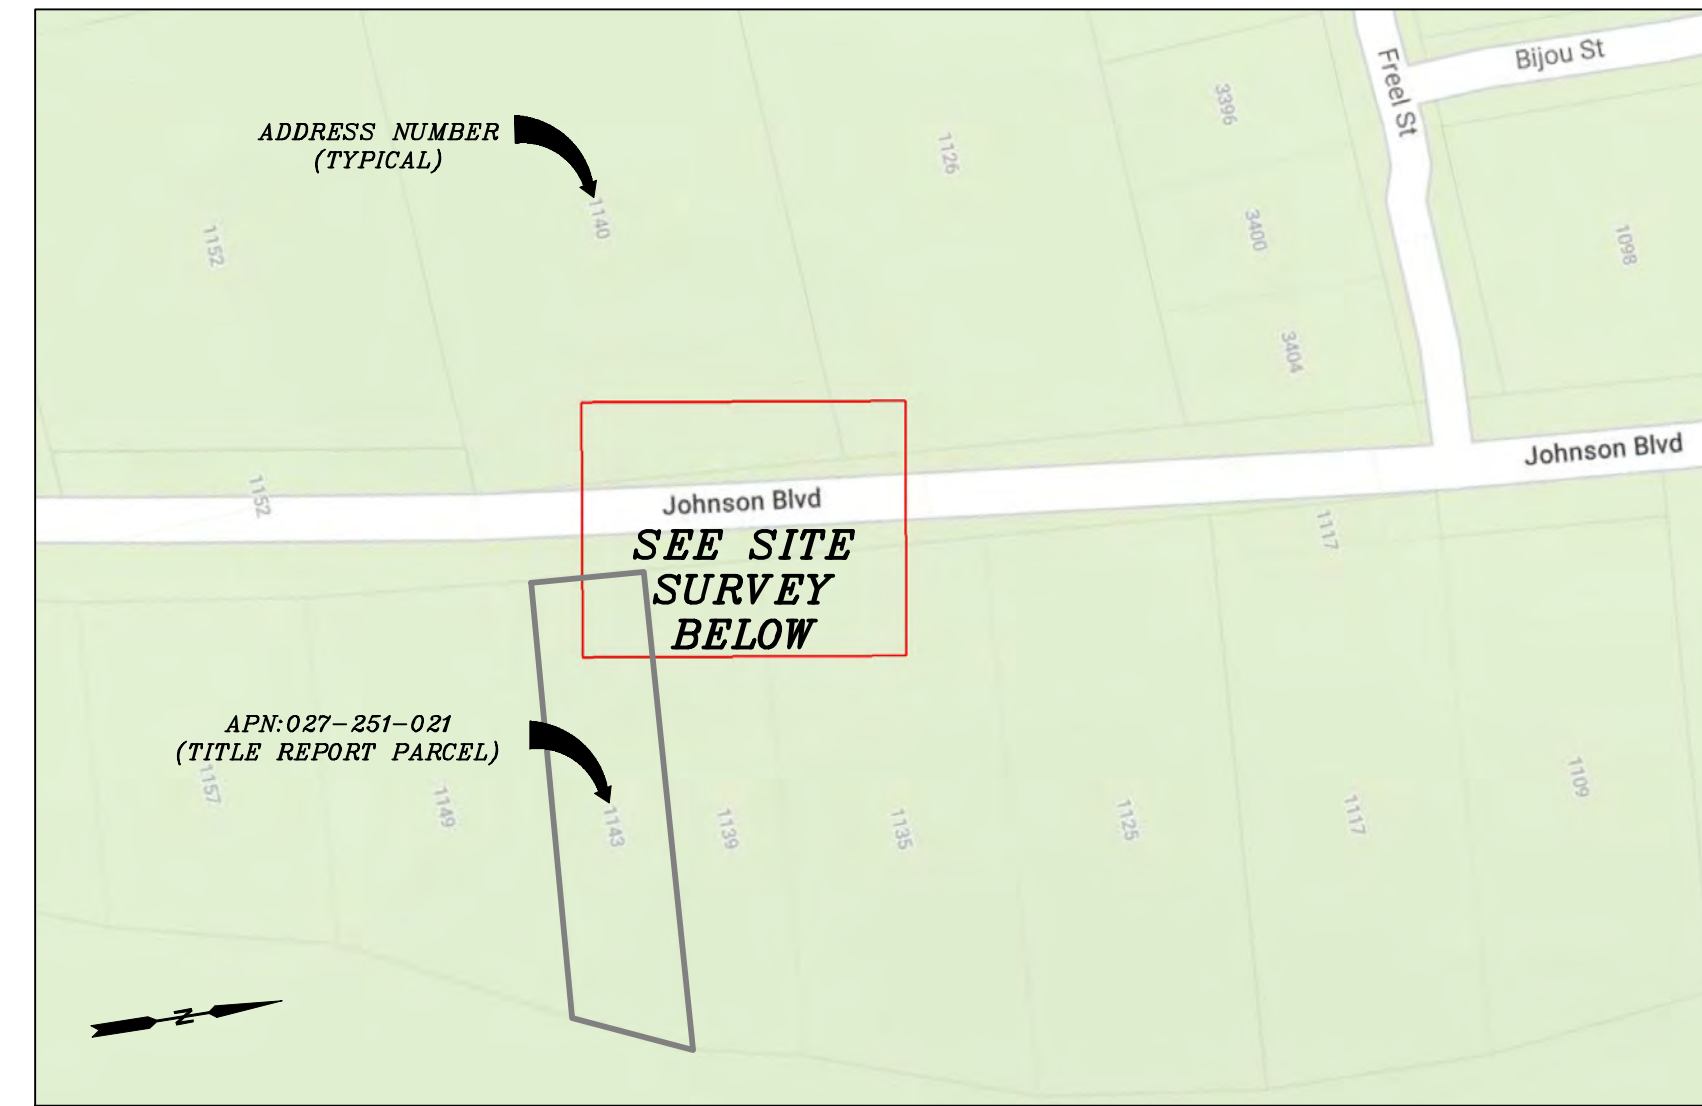 Bijou St
Freel St
3396
ADDRESS NUMBER
(TYPICAL)
1126
1140
1152
3400
1098
3404
Johnson Blvd
Johnson Blvd
1152
1117
SEE SITE
SURVEY
BELOW
APN:027-251-021
(TITLE REPORT PARCEL)
1157
1149
1143
1139
1135
1125
1117
1109
N